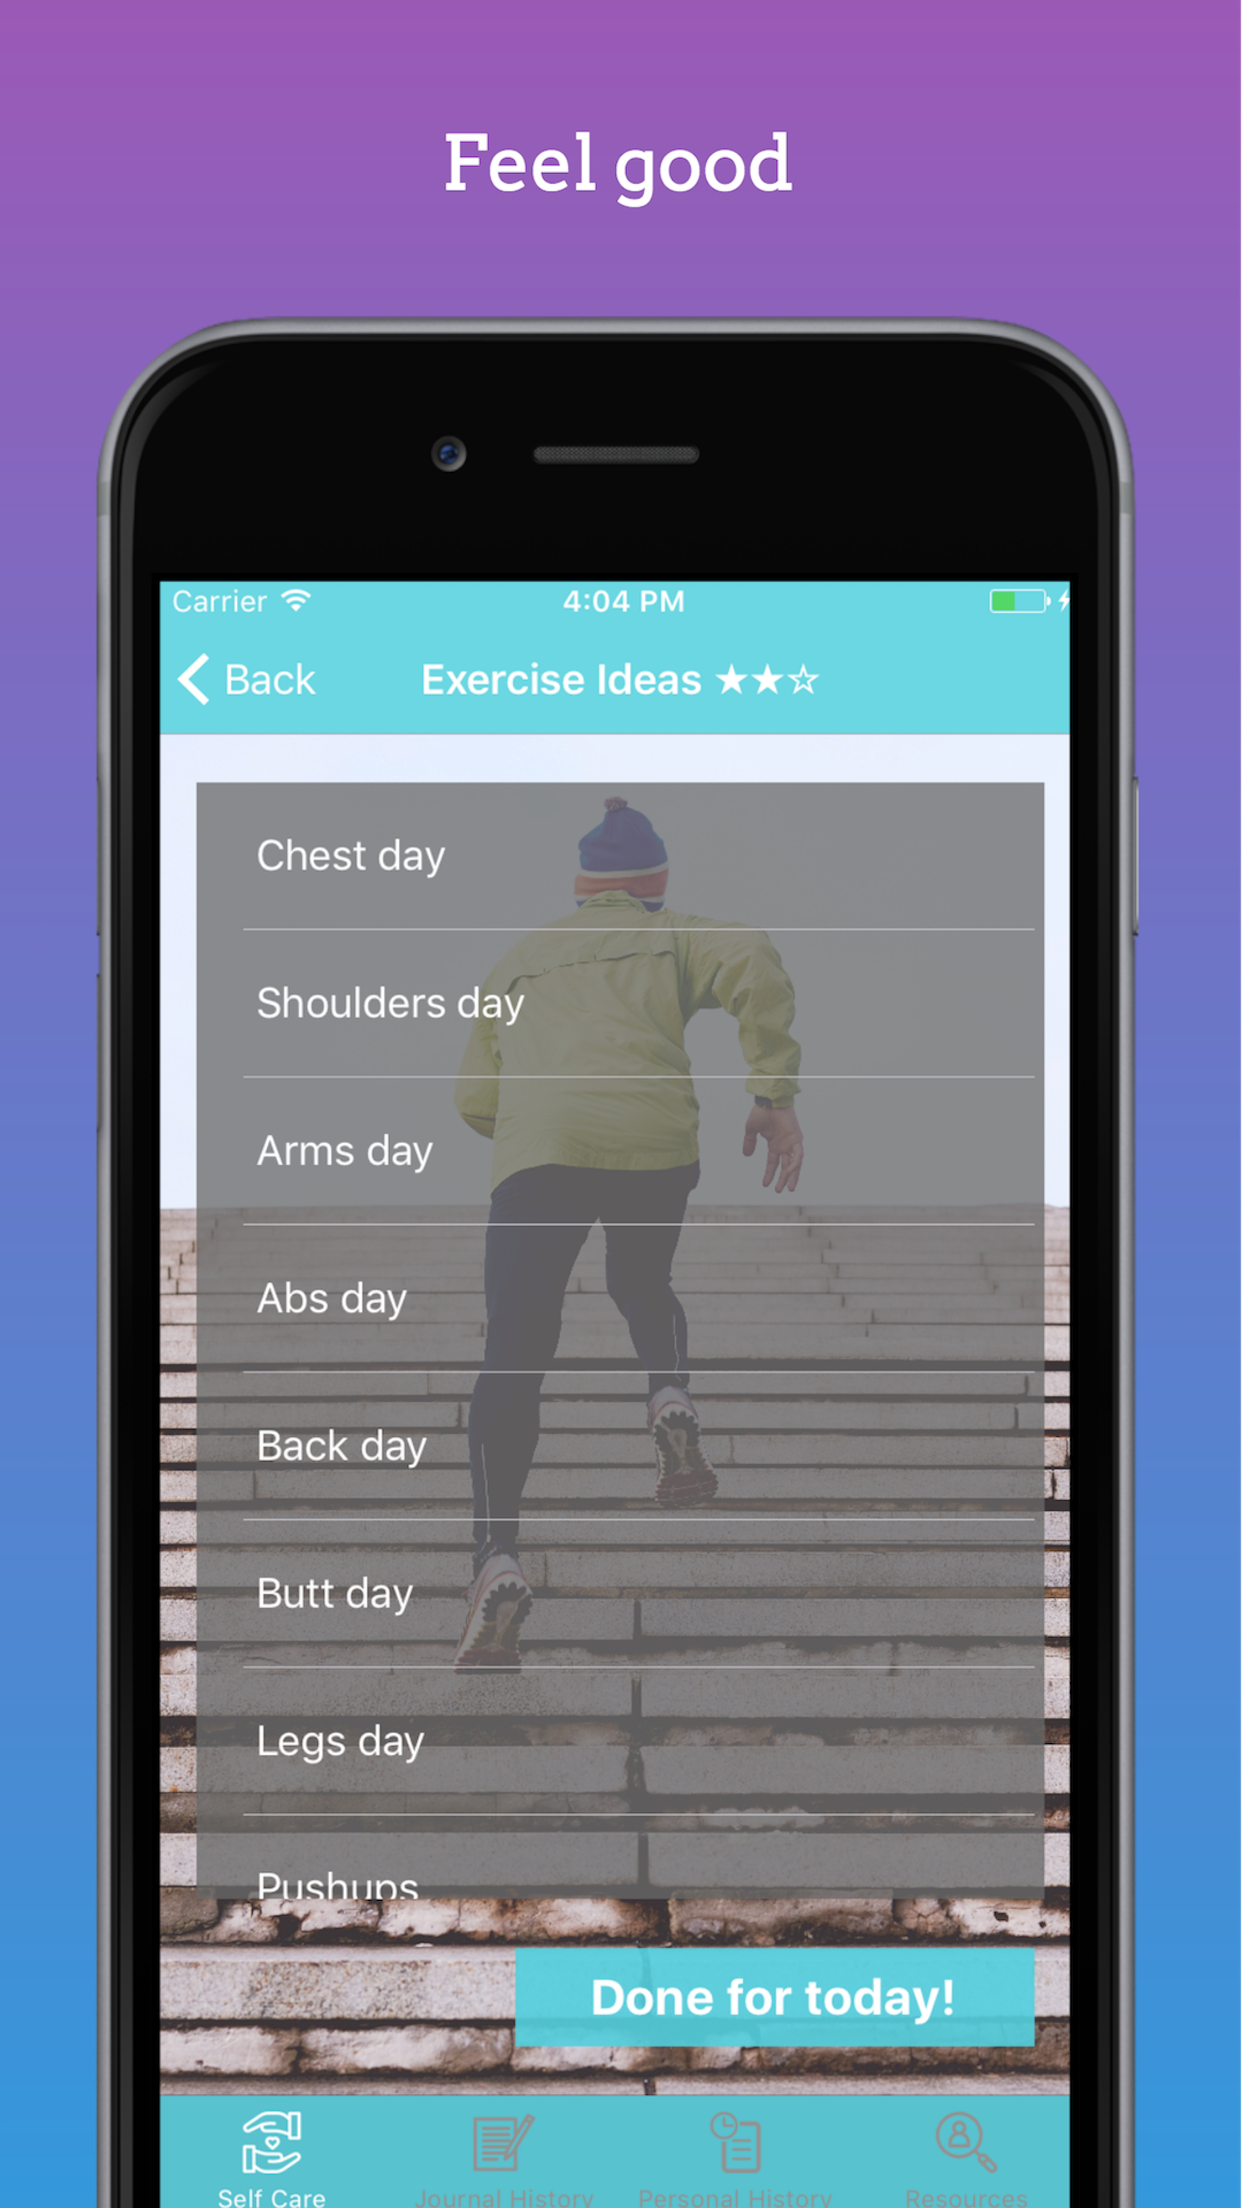 Feel good
Carrier 4:04 PM
Back Exercise Ideas ★★☆
Chest day
Shoulders day
Arms day
Abs day
Back day
Butt day
Legs day
Pushups
Done for today!
Self Care Journal History Personal History Resources